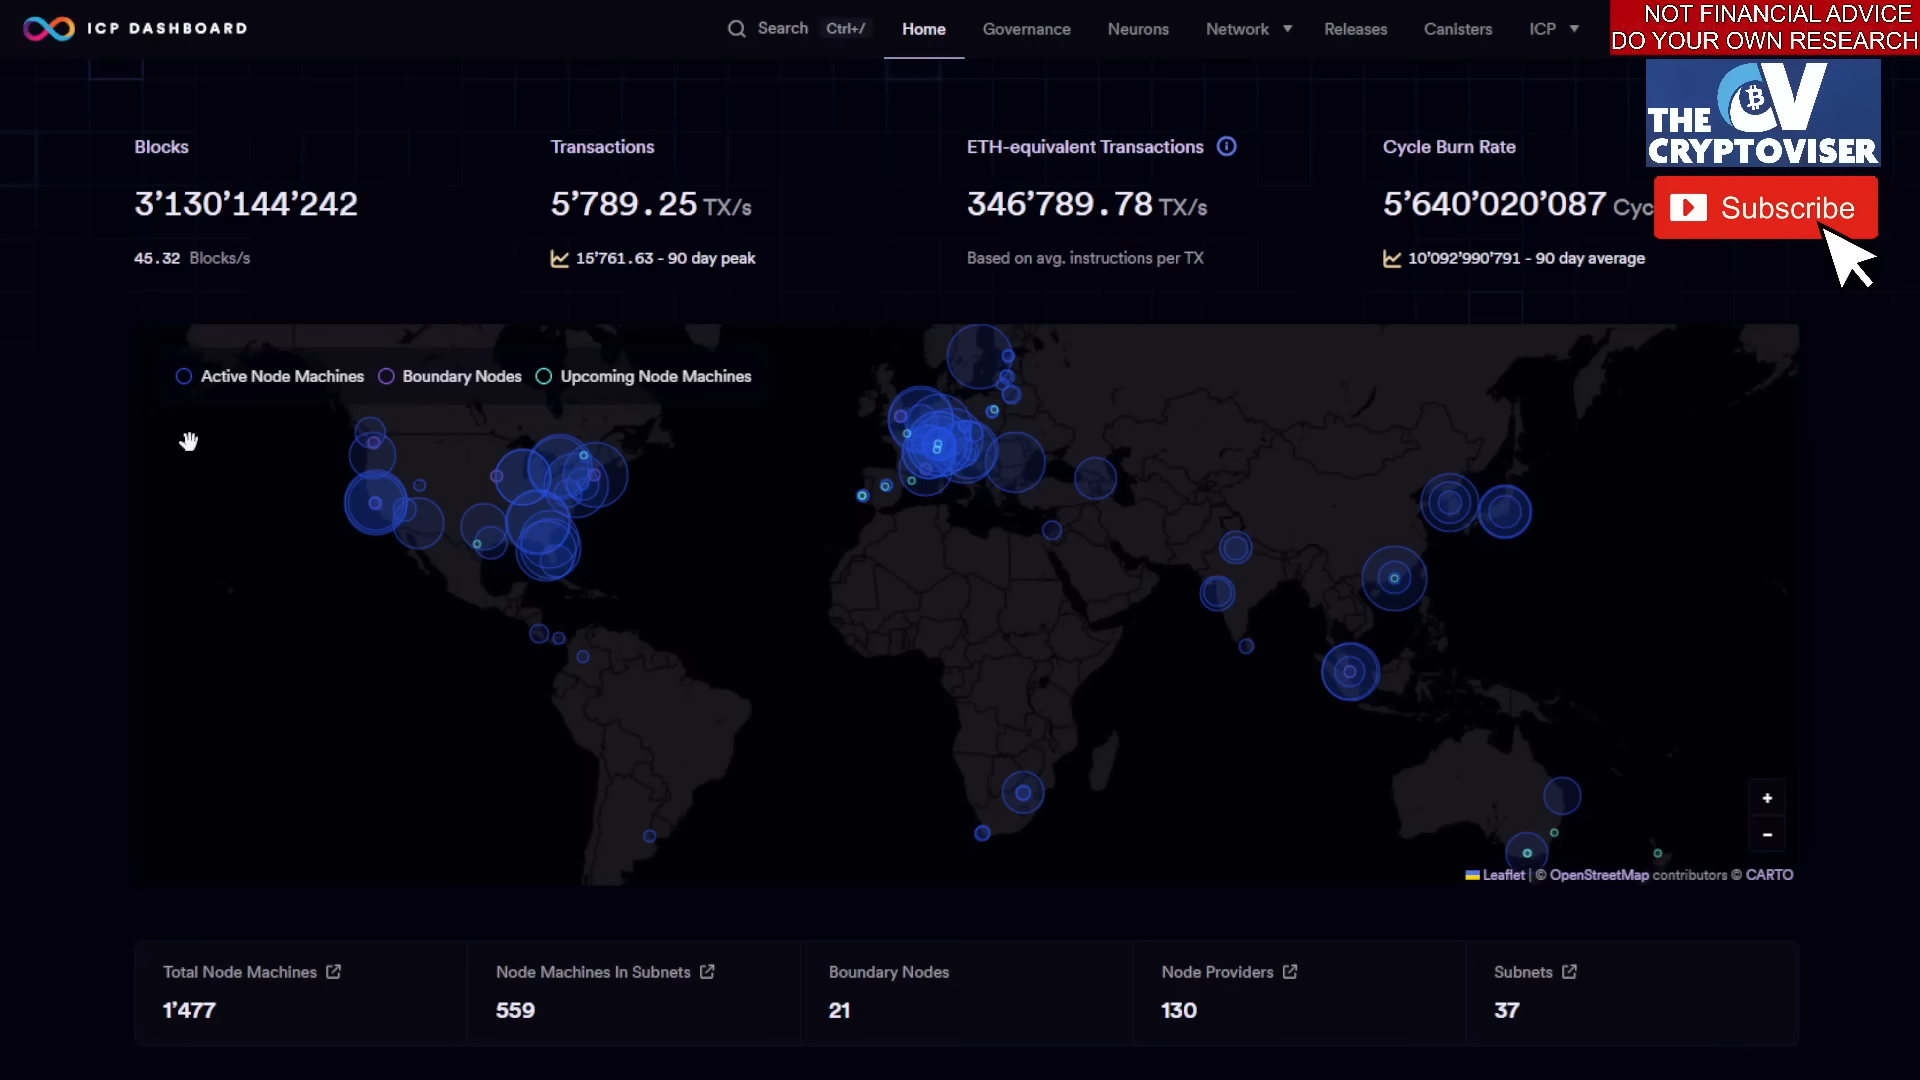 ICP DASHBOARD
Search Ctrl+/ Home Governance Neurons Network Releases Canisters ICP
NOT FINANCIAL ADVICE
DO YOUR OWN RESEARCH
THE CV
CRYPTOVISER
Subscribe
Blocks Transactions ETH-equivalent Transactions Cycle Burn Rate
3’130’144’242 5’789.25 TX/s 346’789.78 TX/s 5’640’020’087 Cyc
45.32 Blocks/s 15’761.63 - 90 day peak Based on avg. instructions per TX 10’092’990’791 - 90 day average
Active Node Machines Boundary Nodes Upcoming Node Machines
+
-
Leaflet | © OpenStreetMap contributors © CARTO
Total Node Machines Node Machines In Subnets Boundary Nodes Node Providers Subnets
1’477 559 21 130 37